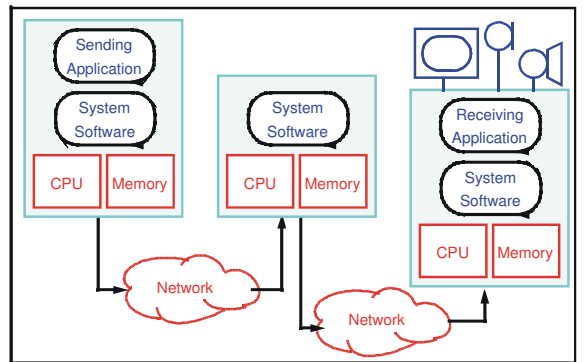 Sending
Application
System
Software
CPU
Memory
Network
System
Software
CPU
Memory
Network
Receiving
Application
System
Software
CPU
Memory